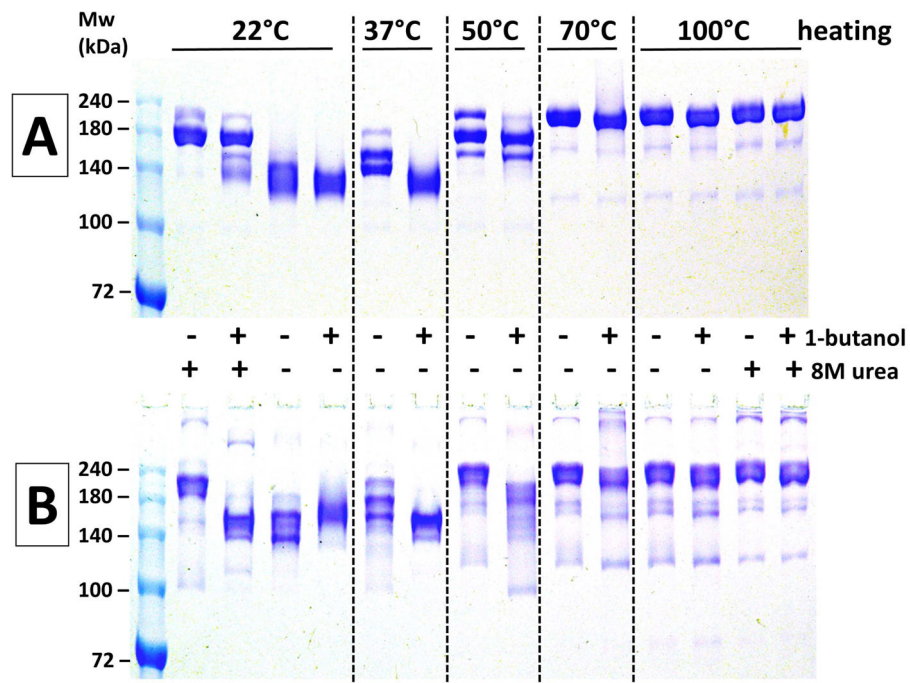 Mw
(kDa)
22°C 37°C 50°C 70°C 100°C heating
A
240
180
140
100
72
- + - + - + - + - + - + - + 1-butanol
+ + - - - - - - - - - - + + 8M urea
B
240
180
140
100
72